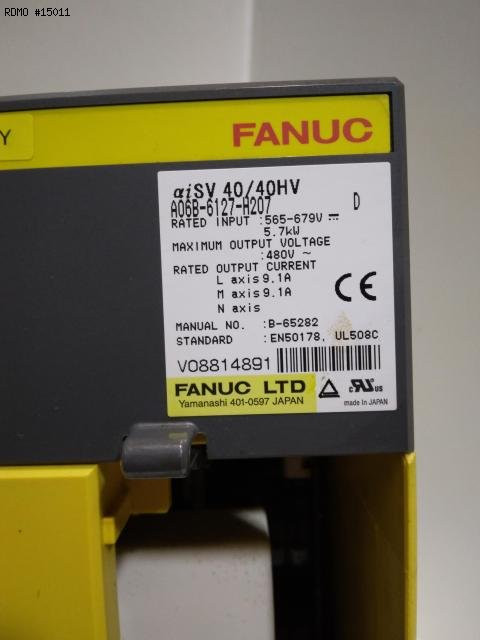 RDMO #15011
Y
FANUC
αiSV 40/40HV
A06B-6127-H207 D
RATED INPUT :565-679V ⎓
5.7kW
MAXIMUM OUTPUT VOLTAGE
:480V ~
RATED OUTPUT CURRENT
L axis 9.1A
M axis 9.1A
N axis
CE
MANUAL NO. :B-65282
STANDARD :EN50178, UL508C
V08814891
FANUC LTD
Yamanashi 401-0597 JAPAN
c RU us
made in JAPAN